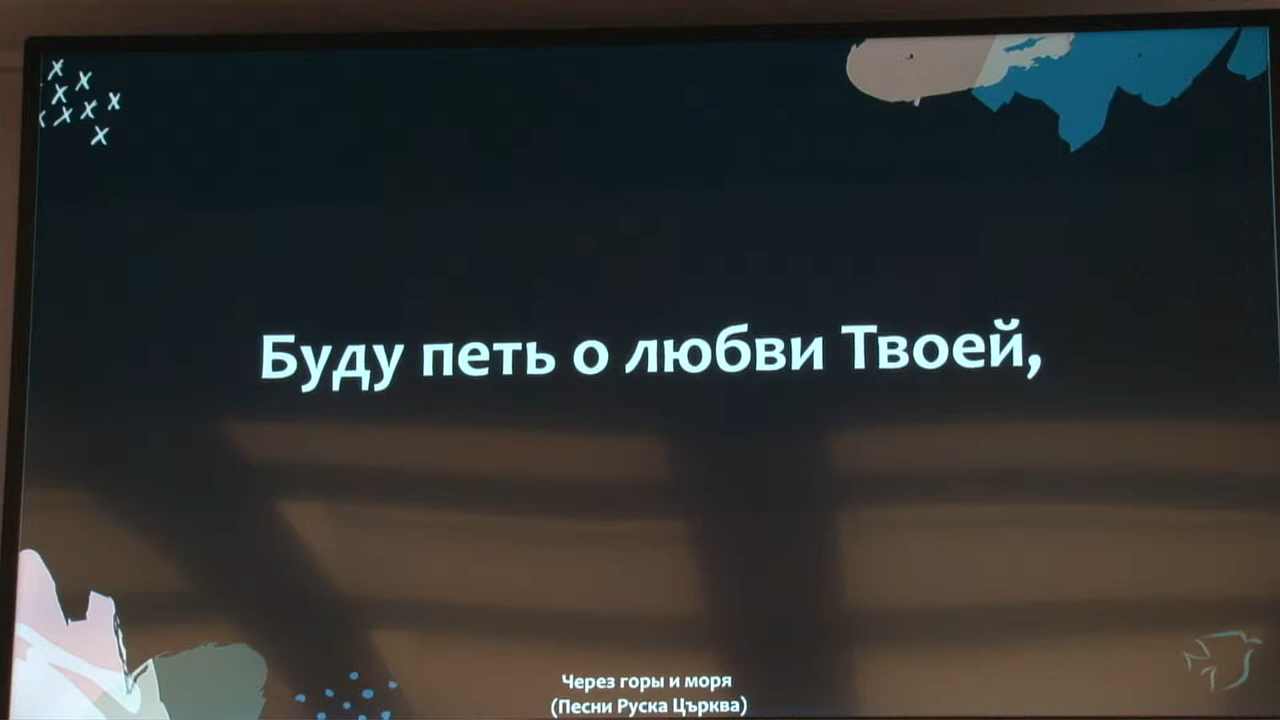 Буду петь о любви Твоей,
Через горы и моря
(Песни Руска Църква)